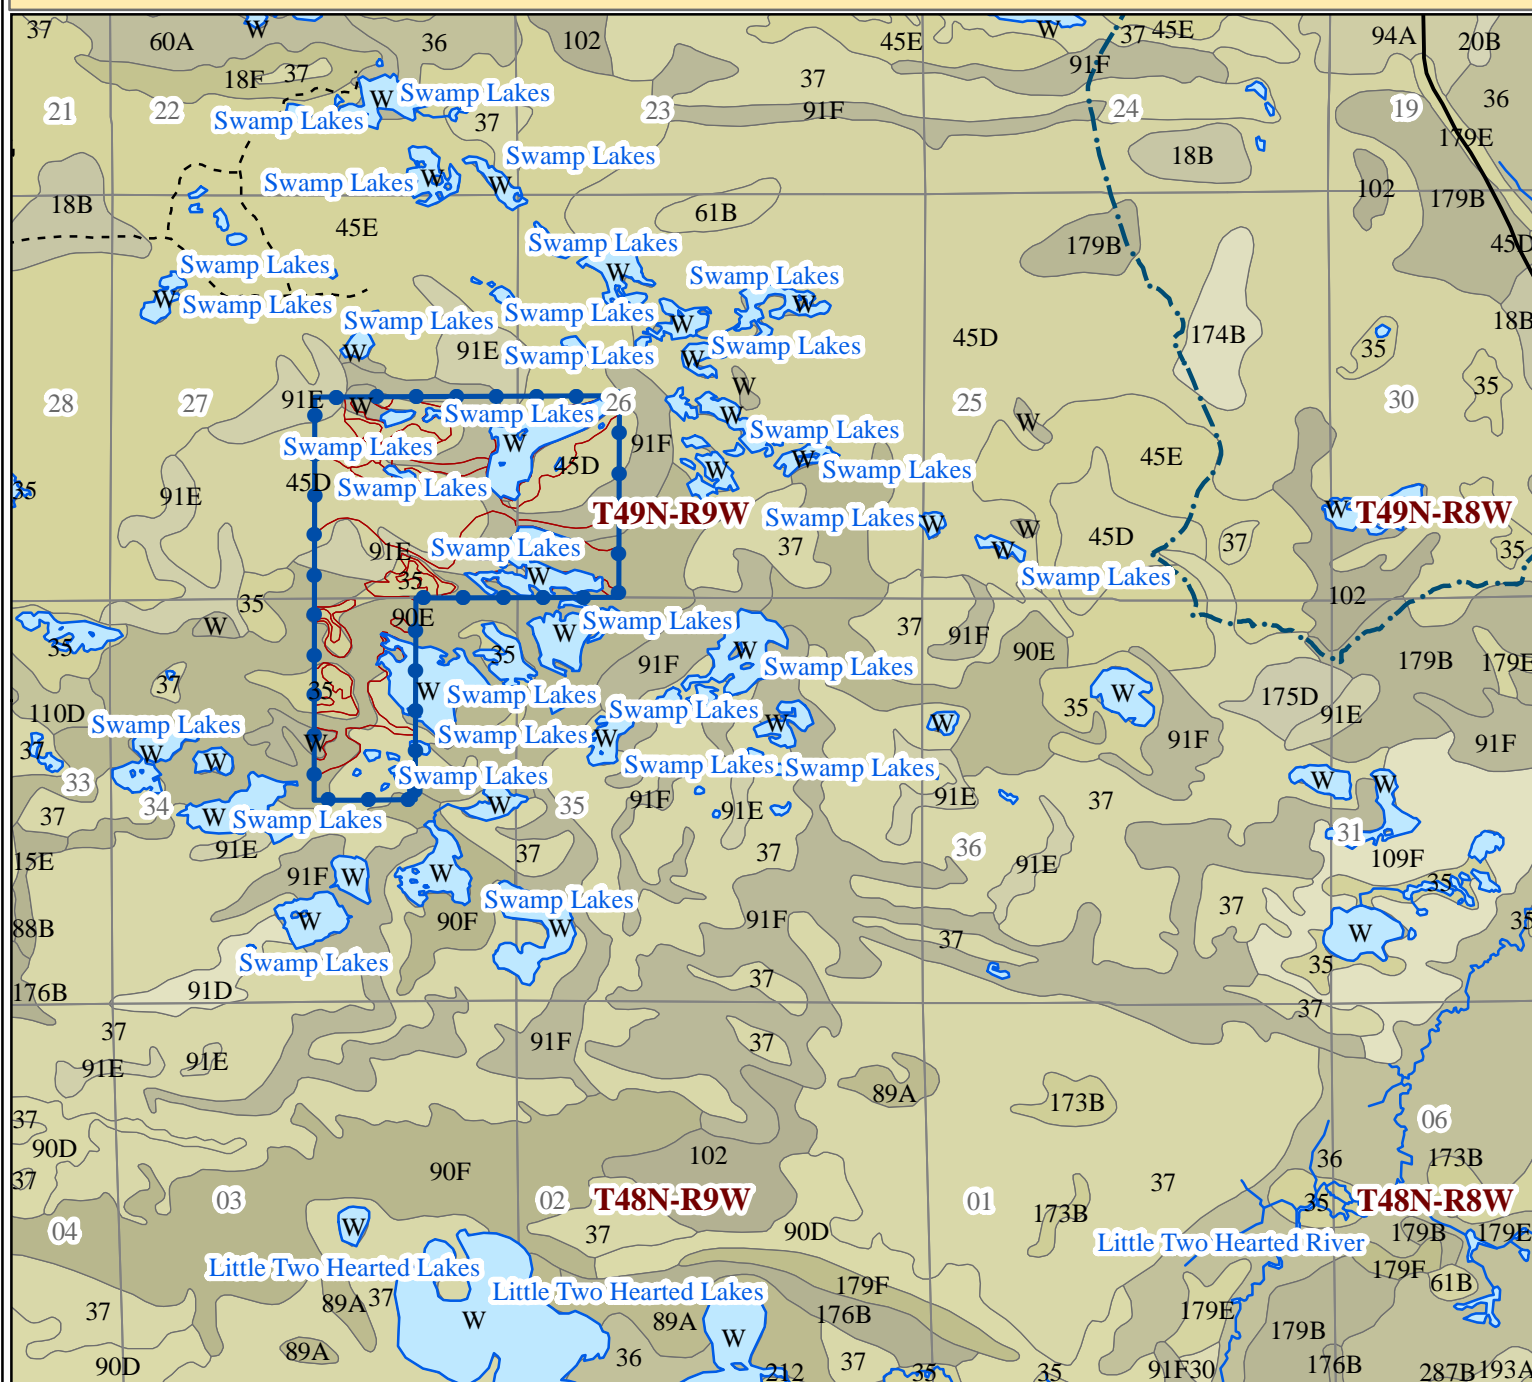 37
60A
W
36
102
45E
W
37
45E
94A
20B
91F
18F
37
Swamp Lakes
W
37
91F
36
21
22
Swamp Lakes
37
23
24
19
179E
Swamp Lakes
18B
Swamp Lakes
W
W
102
179B
18B
61B
45E
179B
45D
Swamp Lakes
Swamp Lakes
W
Swamp Lakes
W
Swamp Lakes
W
Swamp Lakes
Swamp Lakes
W
18B
45D
174B
W
91E
Swamp Lakes
W
Swamp Lakes
35
W
35
28
27
91E
W
Swamp Lakes
26
W
25
30
W
Swamp Lakes
W
91F
Swamp Lakes
45E
45D
W
W
Swamp Lakes
45D
Swamp Lakes
35
91E
T49N-R9W
Swamp Lakes
W
W
W
T49N-R8W
91E
Swamp Lakes
37
W
45D
37
35
35
W
Swamp Lakes
35
90E
102
W
W
Swamp Lakes
37
91F
90E
35
35
91F
W
Swamp Lakes
179B
179E
37
35
W
Swamp Lakes
W
175D
110D
Swamp Lakes
Swamp Lakes
W
W
35
91E
37
W
W
W
Swamp Lakes
W
91F
91F
33
Swamp Lakes
Swamp Lakes
Swamp Lakes
W
W
34
W
Swamp Lakes
W
35
91F
91E
91E
37
37
31
15E
91E
37
37
36
91E
109F
91F
W
W
35
Swamp Lakes
W
90F
W
91F
37
W
35
88B
Swamp Lakes
37
35
176B
91D
37
37
37
91F
37
91E
91E
89A
173B
37
06
90D
90F
102
36
173B
37
37
03
02
T48N-R9W
01
35
T48N-R8W
04
W
37
90D
173B
Little Two Hearted River
179B
179E
Little Two Hearted Lakes
179F
61B
Little Two Hearted Lakes
179F
37
89A
37
W
89A
W
176B
179E
179B
90D
89A
36
212
37
35
35
91F
30
176B
287B
193A